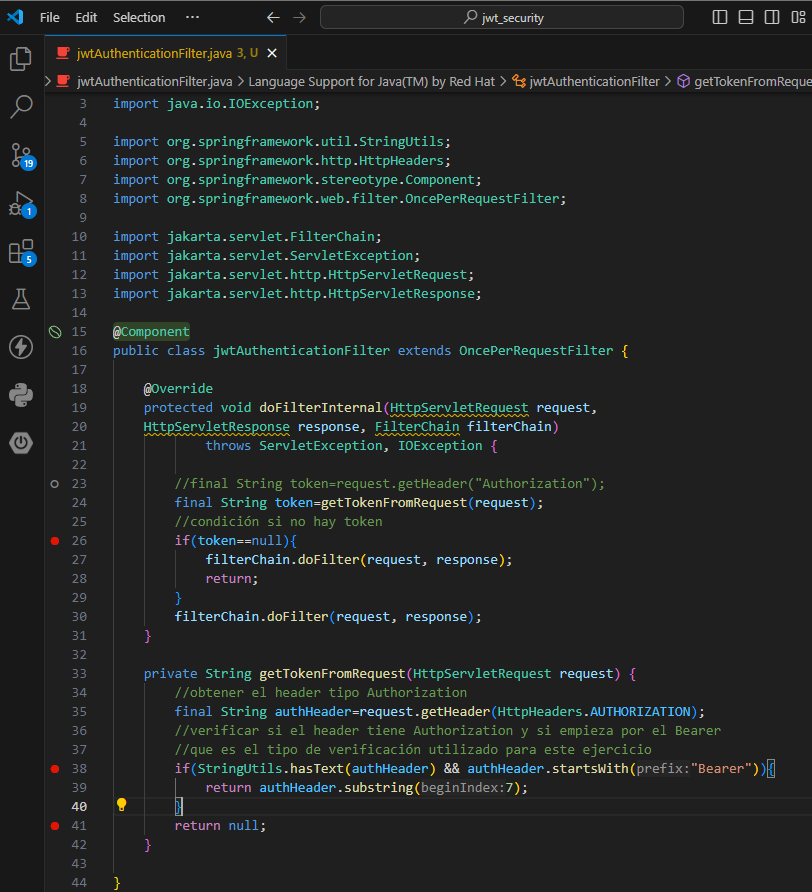 File Edit Selection ··· jwt_security
jwtAuthenticationFilter.java 3, U
jwtAuthenticationFilter.java > Language Support for Java(TM) by Red Hat > jwtAuthenticationFilter > getTokenFromReque
19
1
5
3 import java.io.IOException;
4
5 import org.springframework.util.StringUtils;
6 import org.springframework.http.HttpHeaders;
7 import org.springframework.stereotype.Component;
8 import org.springframework.web.filter.OncePerRequestFilter;
9
10 import jakarta.servlet.FilterChain;
11 import jakarta.servlet.ServletException;
12 import jakarta.servlet.http.HttpServletRequest;
13 import jakarta.servlet.http.HttpServletResponse;
14
15 @Component
16 public class jwtAuthenticationFilter extends OncePerRequestFilter {
17
18 @Override
19 protected void doFilterInternal(HttpServletRequest request,
20 HttpServletResponse response, FilterChain filterChain)
21 throws ServletException, IOException {
22
23 //final String token=request.getHeader("Authorization");
24 final String token=getTokenFromRequest(request);
25 //condición si no hay token
26 if(token==null){
27 filterChain.doFilter(request, response);
28 return;
29 }
30 filterChain.doFilter(request, response);
31 }
32
33 private String getTokenFromRequest(HttpServletRequest request) {
34 //obtener el header tipo Authorization
35 final String authHeader=request.getHeader(HttpHeaders.AUTHORIZATION);
36 //verificar si el header tiene Authorization y si empieza por el Bearer
37 //que es el tipo de verificación utilizado para este ejercicio
38 if(StringUtils.hasText(authHeader) && authHeader.startsWith(prefix:"Bearer")){
39 return authHeader.substring(beginIndex:7);
40 }
41 return null;
42 }
43
44 }